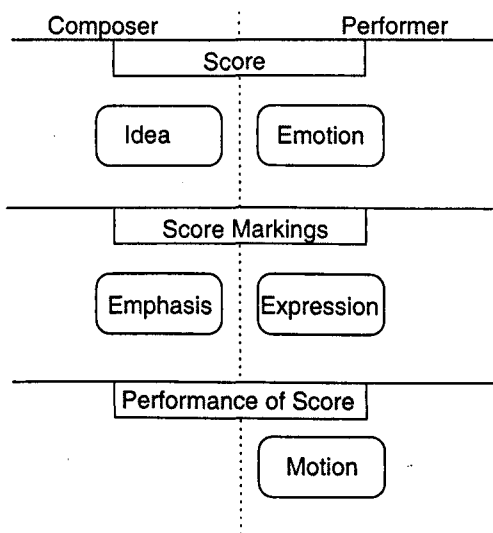 Composer Performer
Score
Idea Emotion
Score Markings
Emphasis Expression
Performance of Score
Motion